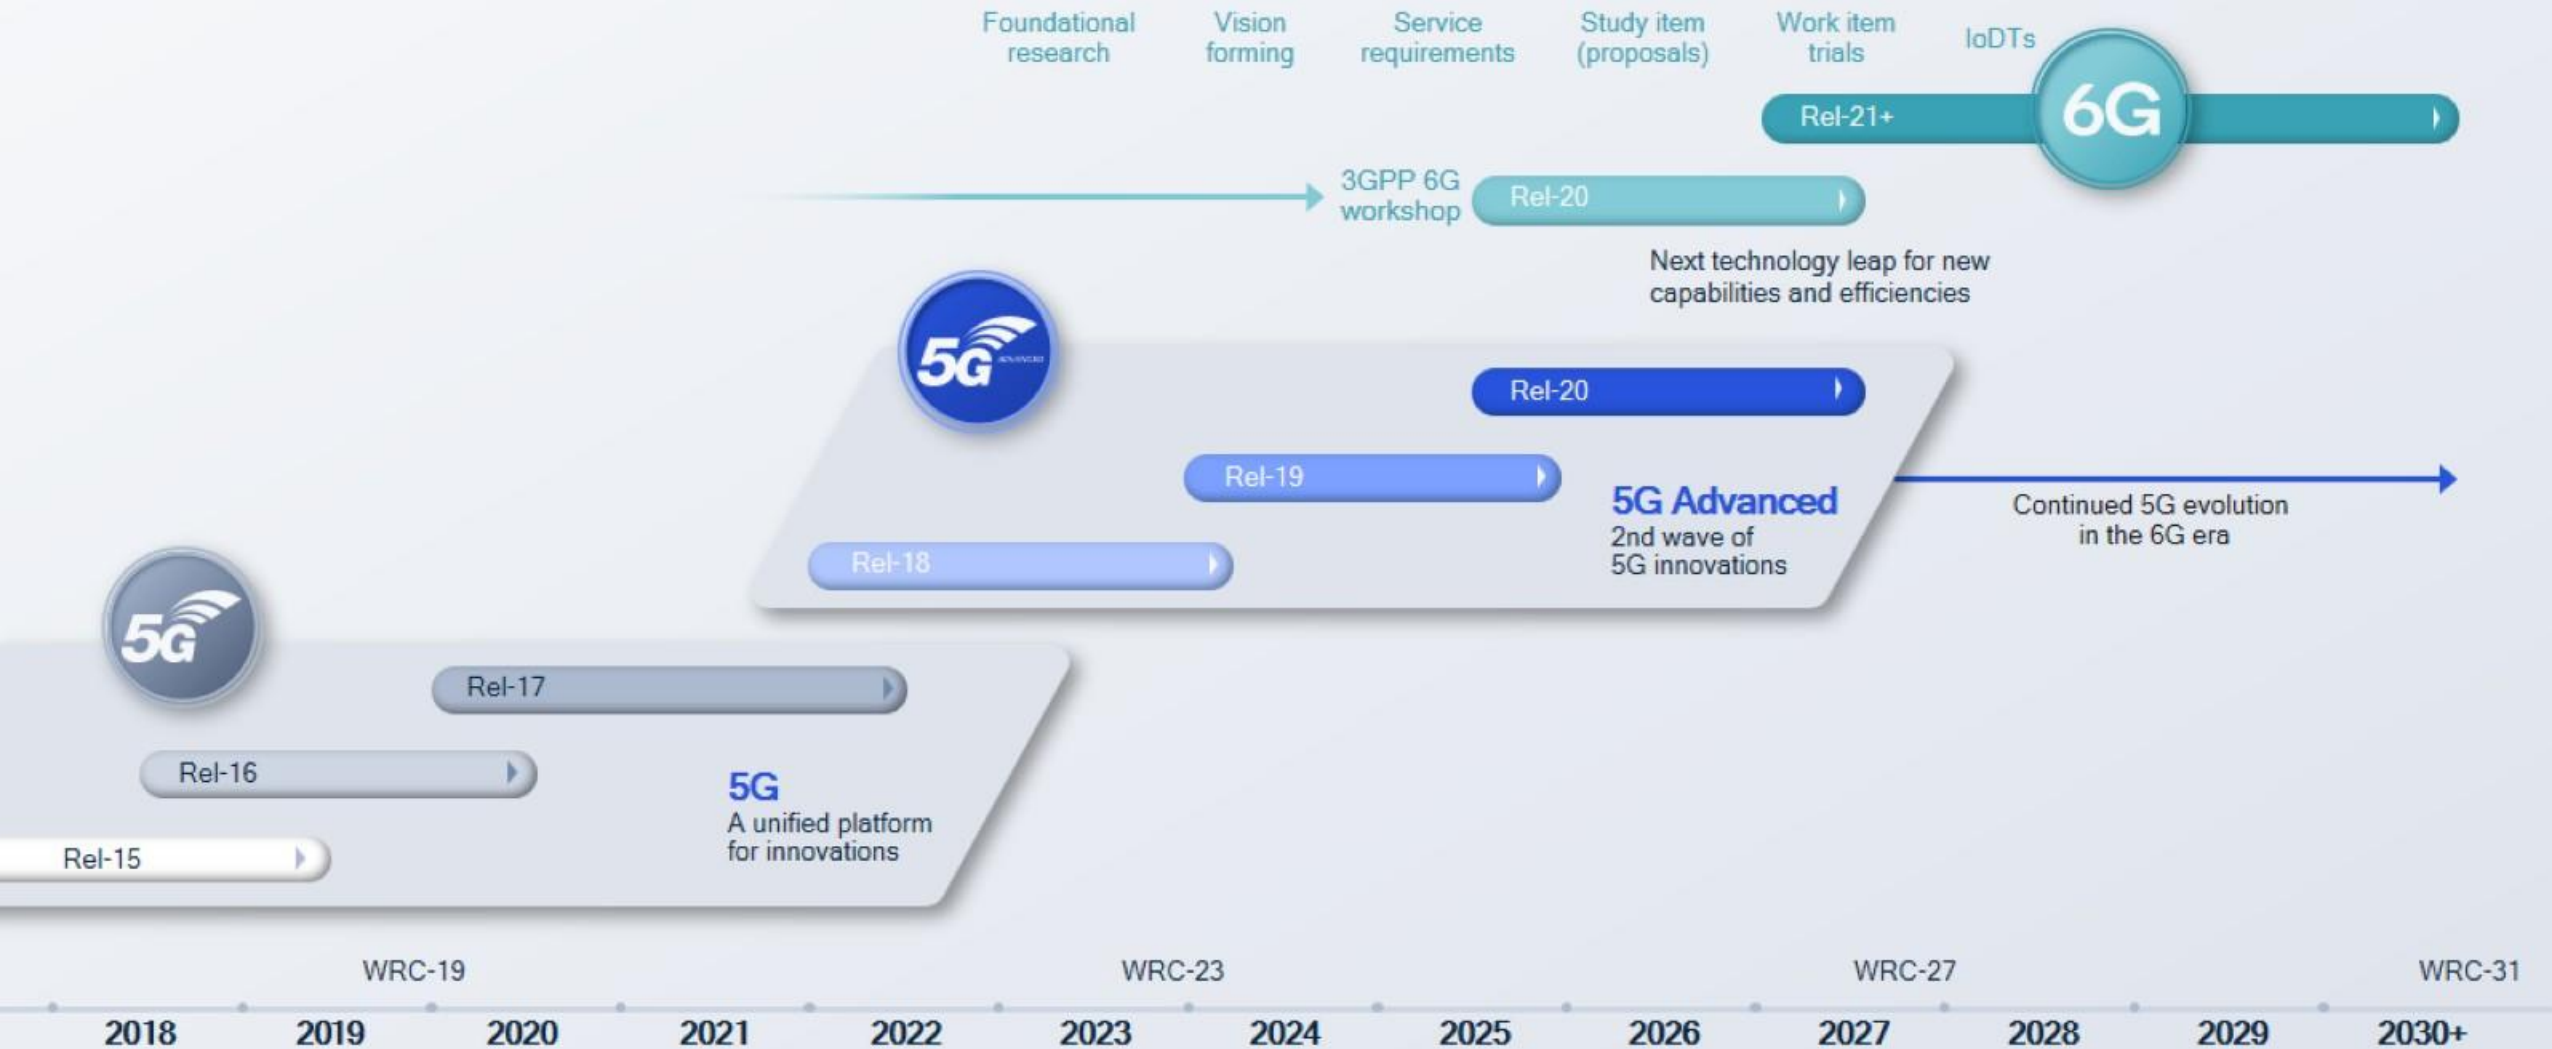 Foundational
research
Vision
forming
Service
requirements
Study item
(proposals)
Work item
trials
IoDTs
6G
Rel-21+
3GPP 6G
workshop
Rel-20
Next technology leap for new
capabilities and efficiencies
5G
ADVANCED
Rel-20
Rel-19
5G Advanced
2nd wave of
5G innovations
Rel-18
Continued 5G evolution
in the 6G era
5G
Rel-17
Rel-16
5G
A unified platform
for innovations
Rel-15
WRC-19 WRC-23 WRC-27 WRC-31
2018 2019 2020 2021 2022 2023 2024 2025 2026 2027 2028 2029 2030+